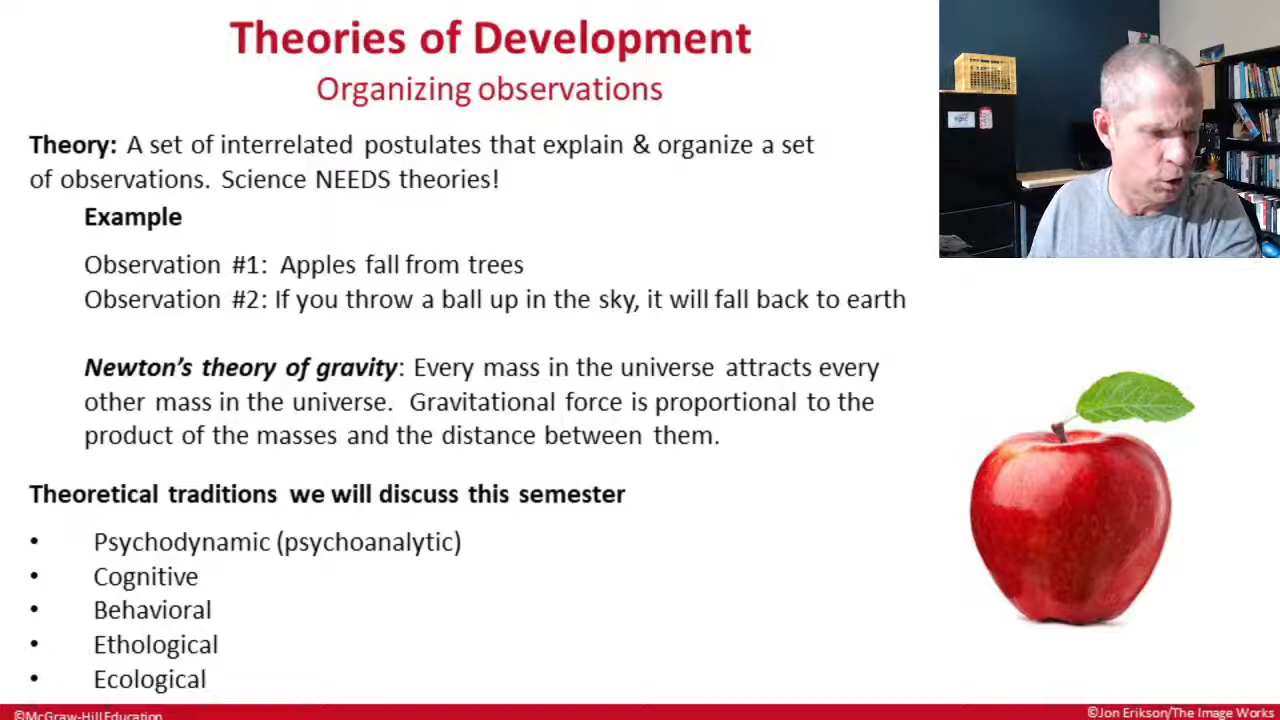 Theories of Development
Organizing observations
Theory: A set of interrelated postulates that explain & organize a set
of observations. Science NEEDS theories!
Example
Observation #1: Apples fall from trees
Observation #2: If you throw a ball up in the sky, it will fall back to earth
Newton's theory of gravity: Every mass in the universe attracts every
other mass in the universe. Gravitational force is proportional to the
product of the masses and the distance between them.
Theoretical traditions we will discuss this semester
• Psychodynamic (psychoanalytic)
• Cognitive
• Behavioral
• Ethological
• Ecological
©McGraw-Hill Education
©Jon Erikson/The Image Works